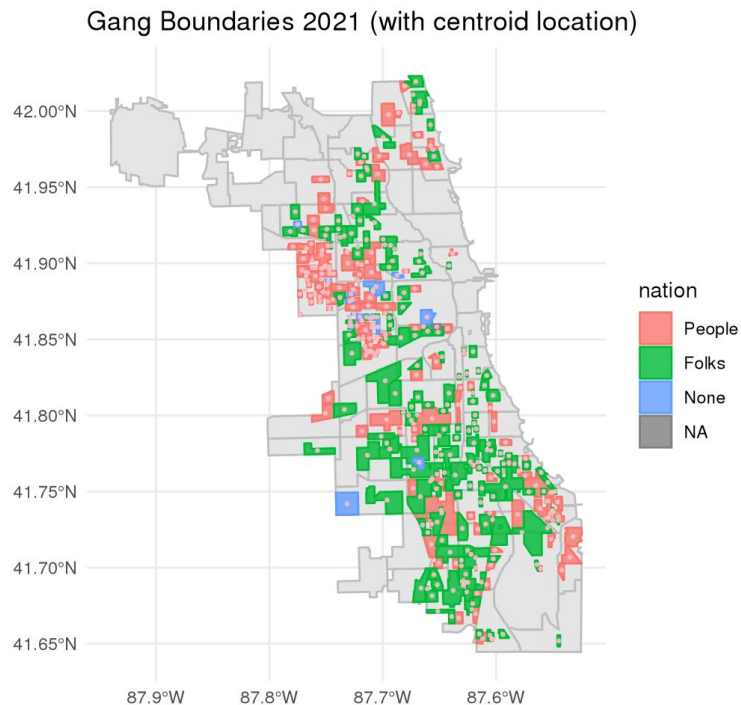 Gang Boundaries 2021 (with centroid location)
42.00°N
41.95°N
41.90°N
41.85°N
41.80°N
41.75°N
41.70°N
41.65°N
87.9°W 87.8°W 87.7°W 87.6°W
nation
People
Folks
None
NA